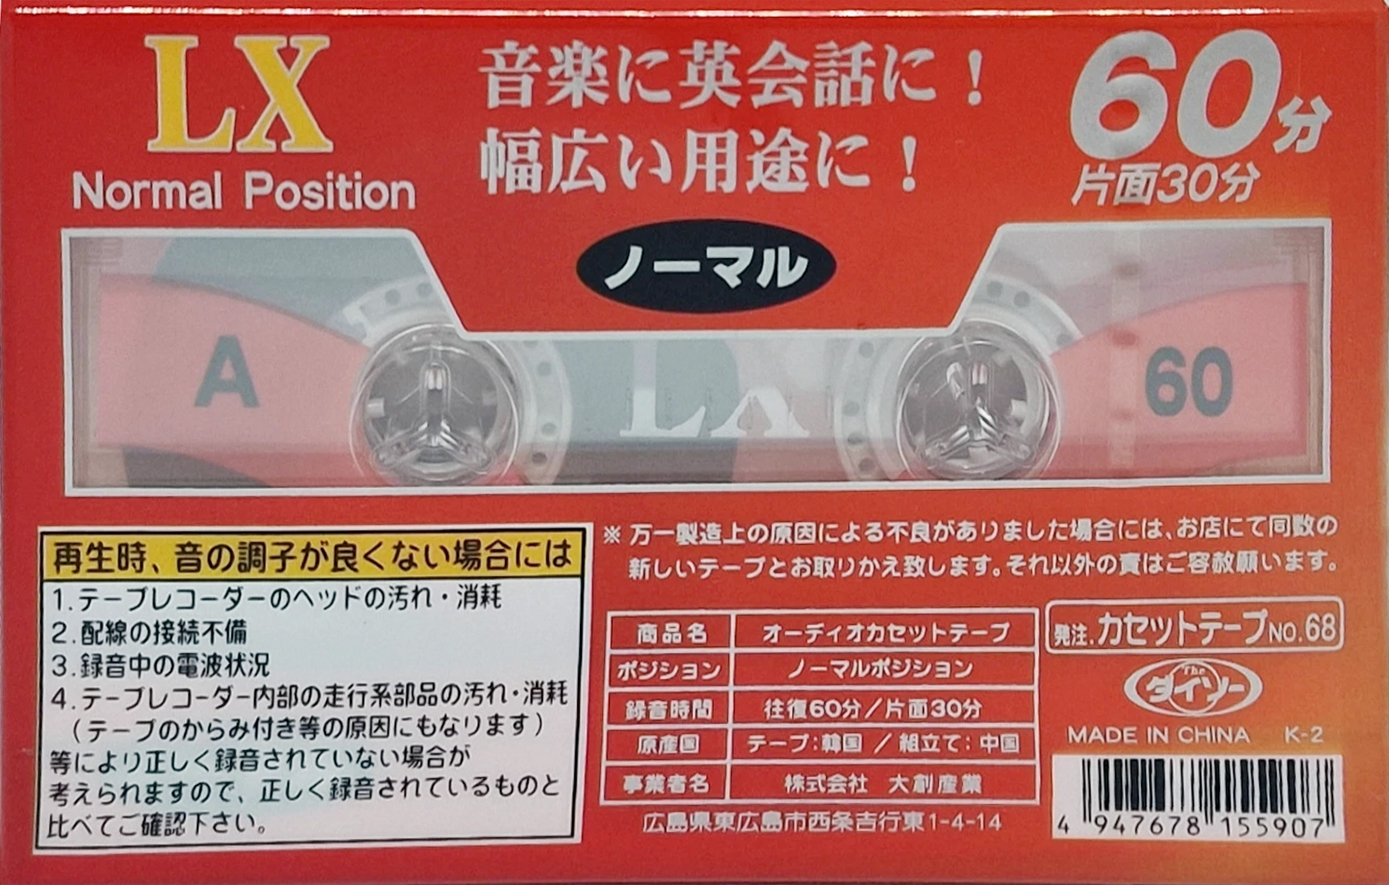 LX
Normal Position
音楽に英会話に!
幅広い用途に!
60分
片面30分
ノーマル
A
LX
60
再生時、音の調子が良くない場合には
1.テープレコーダーのヘッドの汚れ・消耗
2.配線の接続不備
3.録音中の電波状況
4.テープレコーダー内部の走行系部品の汚れ・消耗
(テープのからみ付き等の原因にもなります)
等により正しく録音されていない場合が
考えられますので、正しく録音されているものと
比べてご確認下さい。
※ 万一製造上の原因による不良がありました場合には、お店にて同数の
新しいテープとお取りかえ致します。それ以外の責はご容赦願います。
商品名 オーディオカセットテープ
ポジション ノーマルポジション
録音時間 往復60分/片面30分
原産国 テープ:韓国 / 組立て:中国
事業者名 株式会社 大創産業
広島県東広島市西条吉行東1-4-14
発注.カセットテープNO.68
The
ダイソー
MADE IN CHINA K-2
4 947678 155907